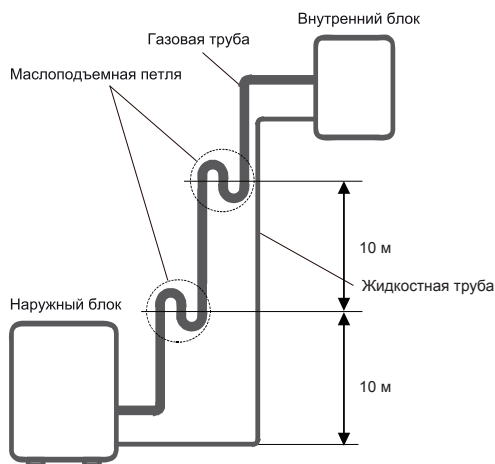 Внутренний блок
Газовая труба
Маслоподъемная петля
10 м
Жидкостная труба
Наружный блок
10 м